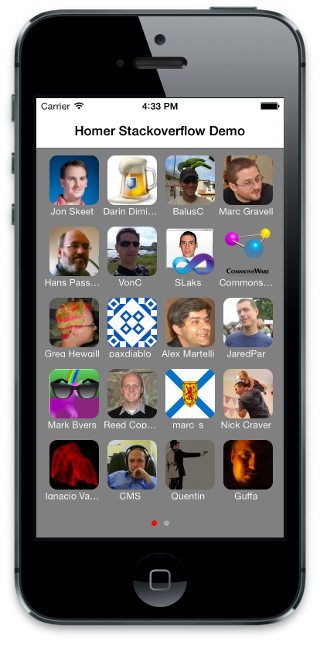 Carrier 4:33 PM
Homer Stackoverflow Demo
Jon Skeet Darin Dimi... BalusC Marc Gravell
COMMONSWARE
Hans Pass... VonC SLaks Commons...
Greg Hewgill paxdiablo Alex Martelli JaredPar
Mark Byers Reed Cop... marc_s Nick Craver
Ignacio Va... CMS Quentin Guffa